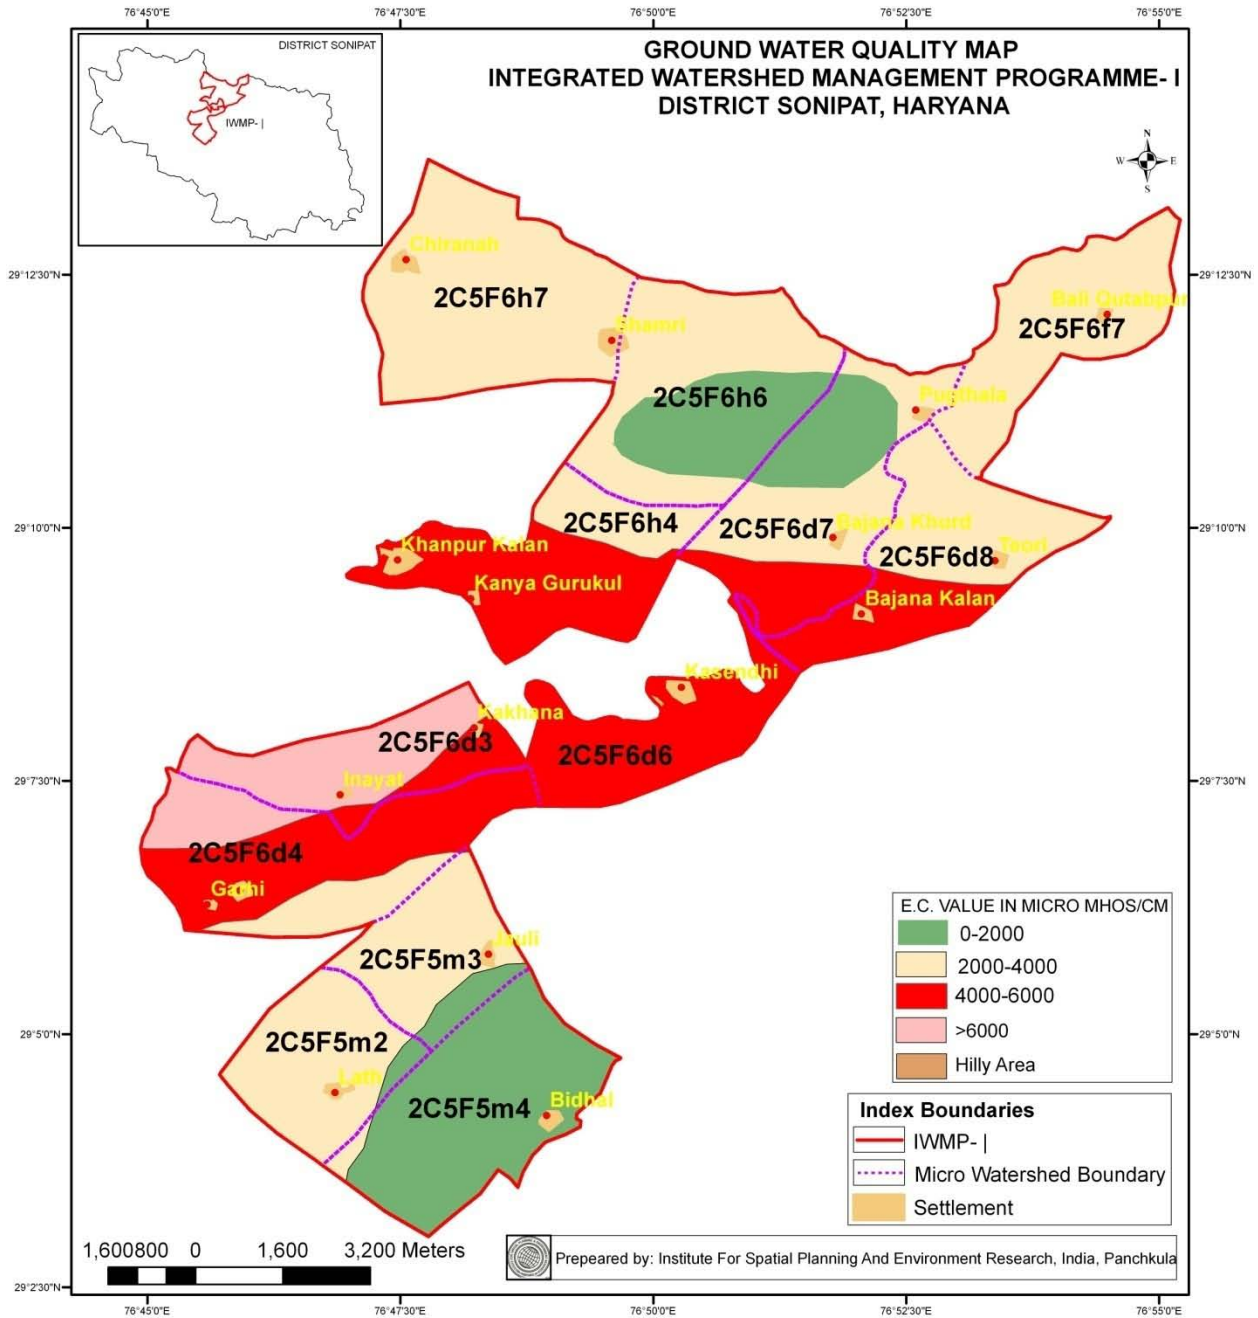 76°45'0"E 76°47'30"E 76°50'0"E 76°52'30"E 76°55'0"E
DISTRICT SONIPAT
IWMP- |
GROUND WATER QUALITY MAP
INTEGRATED WATERSHED MANAGEMENT PROGRAMME- I
DISTRICT SONIPAT, HARYANA
N
W E
S
Chiranah
29°12'30"N 29°12'30"N
2C5F6h7
Bali Qutabpur
Shamri
2C5F6f7
2C5F6h6
Pugthala
2C5F6h4
2C5F6d7
Bajana Khurd
29°10'0"N 29°10'0"N
Khanpur Kalan
Teori
2C5F6d8
Kanya Gurukul
Bajana Kalan
Kasendhi
Kakhana
2C5F6d3
2C5F6d6
29°7'30"N 29°7'30"N
Inayat
2C5F6d4
Garhi
Jauli
2C5F5m3
29°5'0"N 29°5'0"N
2C5F5m2
Lath
2C5F5m4
Bidhal
E.C. VALUE IN MICRO MHOS/CM
0-2000
2000-4000
4000-6000
>6000
Hilly Area
Index Boundaries
IWMP- |
Micro Watershed Boundary
Settlement
1,600800 0 1,600 3,200 Meters
Prepeared by: Institute For Spatial Planning And Environment Research, India, Panchkula
29°2'30"N 29°2'30"N
76°45'0"E 76°47'30"E 76°50'0"E 76°52'30"E 76°55'0"E